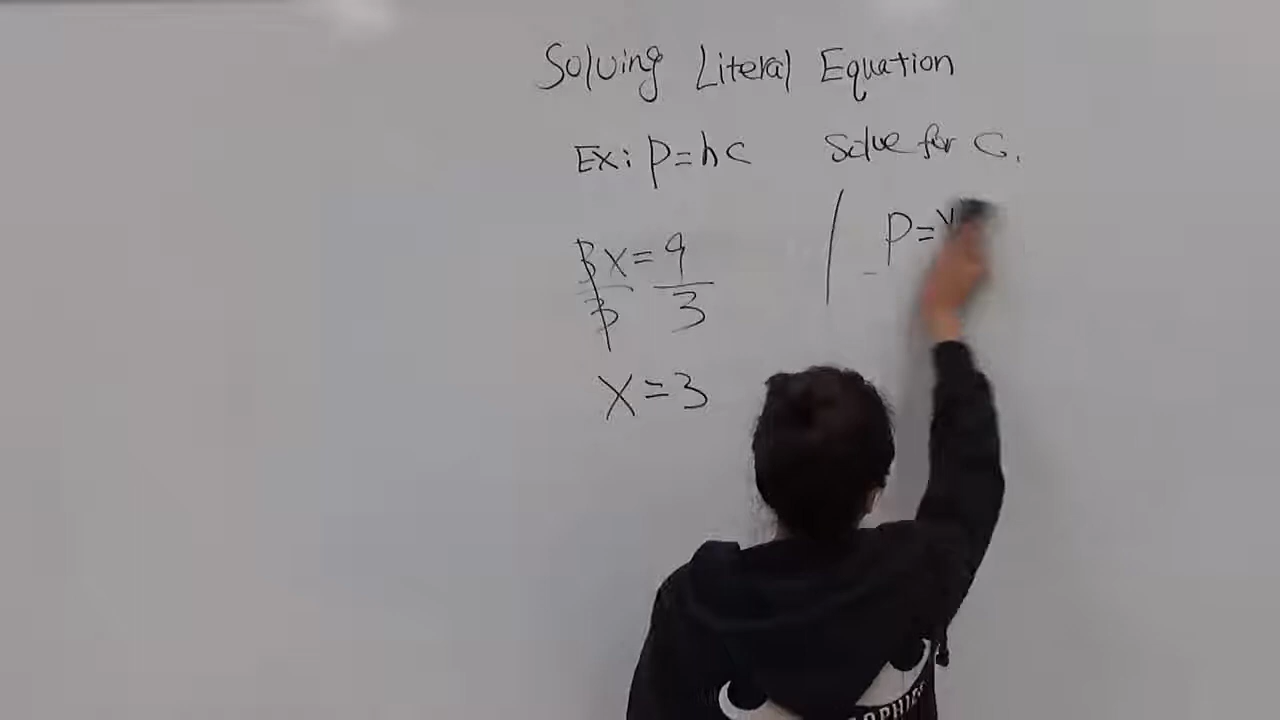 Solving Literal Equation
Ex: p=hc Solve for C.
3x=9
3 3
x=3
P=